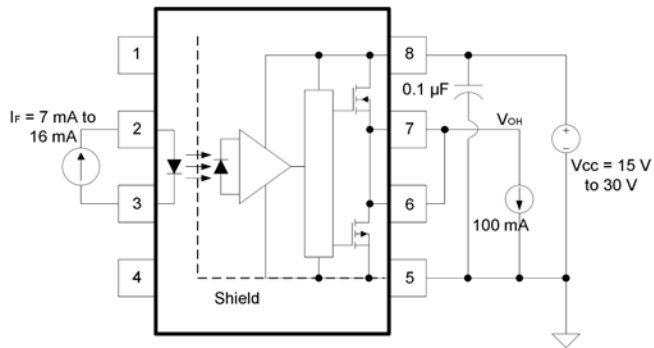 1
8
0.1 µF
IF = 7 mA to
16 mA
2
7
VOH
+
−
VCC = 15 V
to 30 V
3
6
100 mA
4
5
Shield